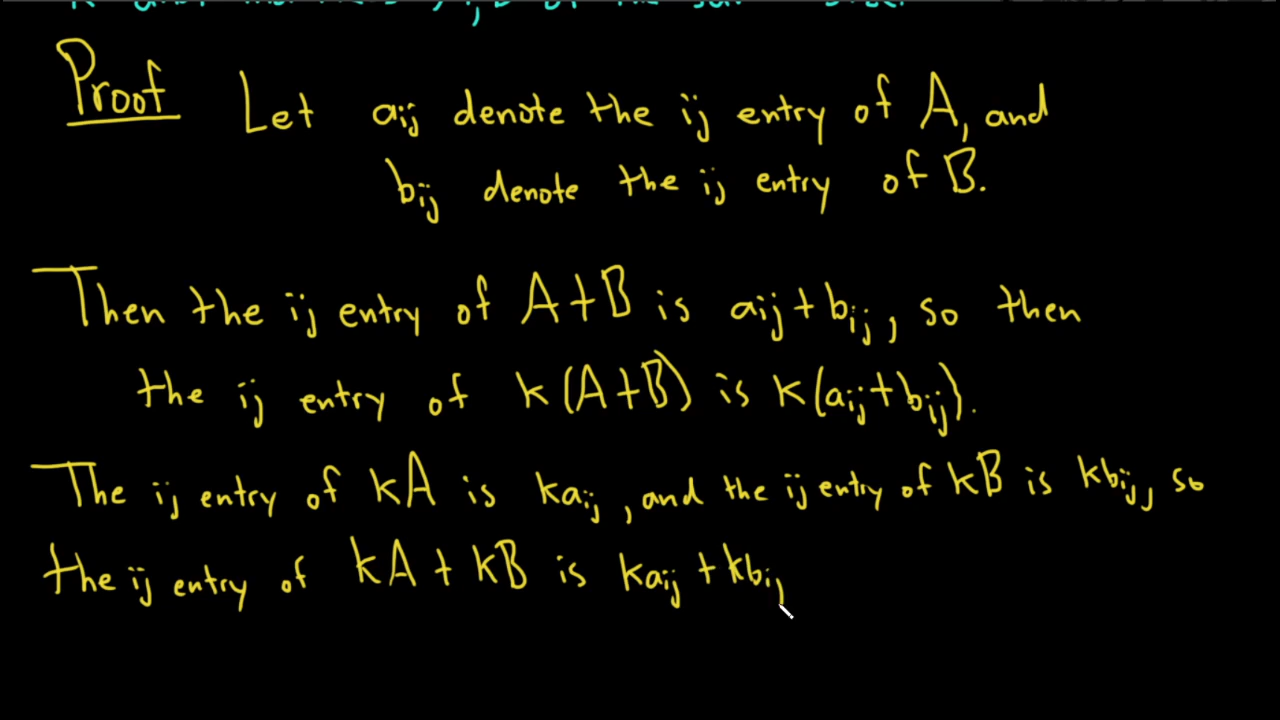 Proof Let aij denote the ij entry of A, and
bij denote the ij entry of B.
Then the ij entry of A+B is aij + bij, so then
the ij entry of k(A+B) is k(aij+bij).
The ij entry of kA is kaij, and the ij entry of kB is kbij, so
the ij entry of kA + kB is kaij + kbij